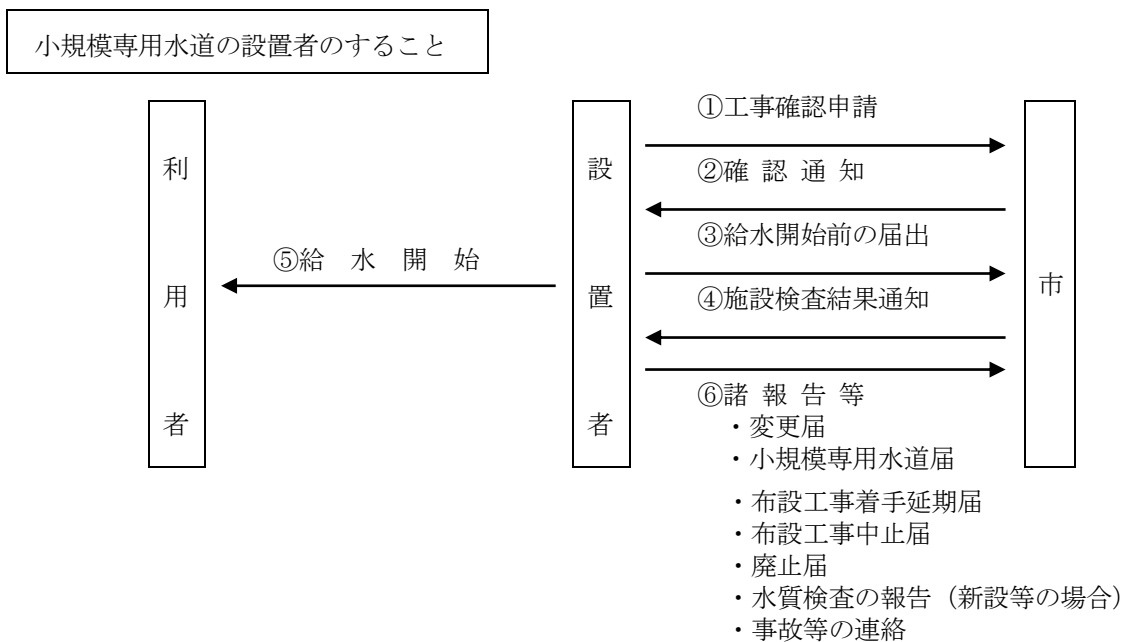 小規模専用水道の設置者のすること
利用者
設置者
市
①工事確認申請
②確 認 通 知
③給水開始前の届出
④施設検査結果通知
⑤給 水 開 始
⑥諸 報 告 等
・変更届
・小規模専用水道届
・布設工事着手延期届
・布設工事中止届
・廃止届
・水質検査の報告（新設等の場合）
・事故等の連絡